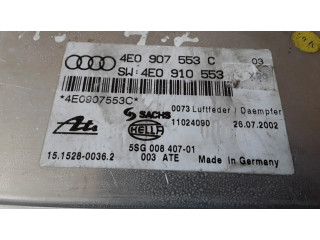 4E0 907 553 C 03
SW:4E0 910 553
*4E0907553C*
SACHS
0073 Luftfeder / Daempfer
Ate
HELLA
11024090 26.07.2002
5SG 008 407-01
15.1528-0036.2 003 ATE Made in Germany